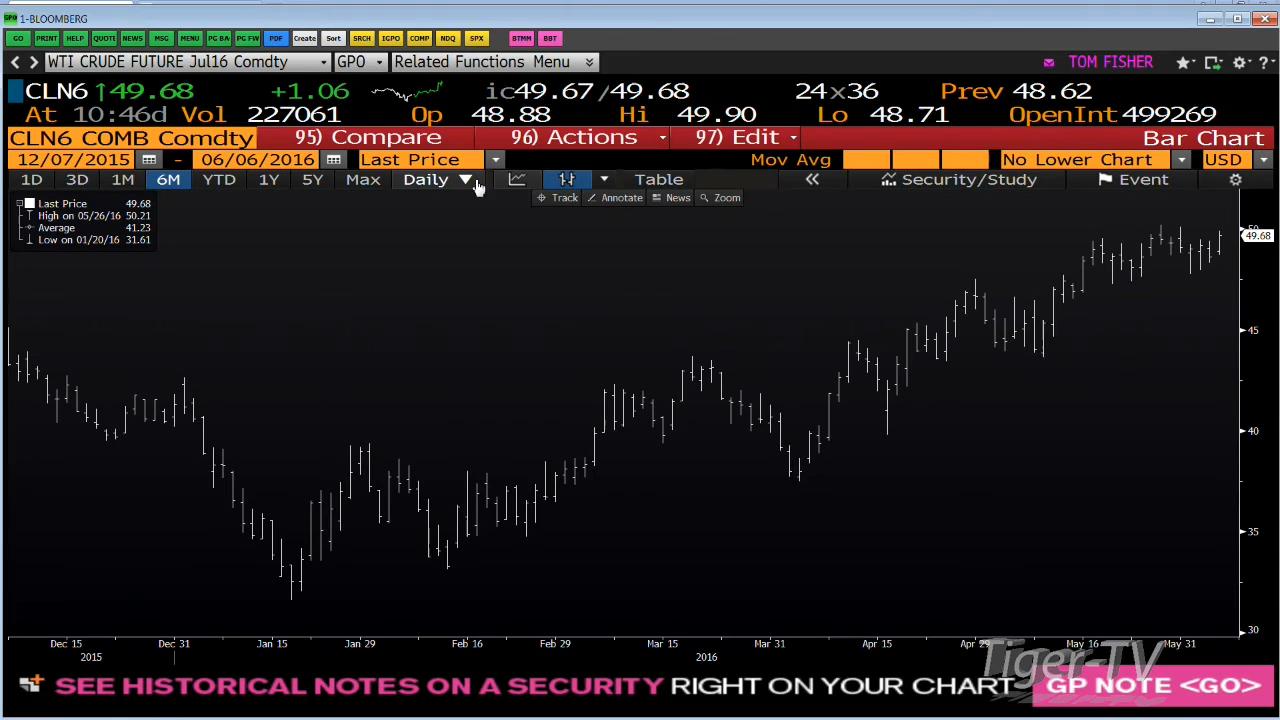 1-BLOOMBERG
GO PRINT HELP QUOTE NEWS MSG MENU PG BA PG FW PDF Create Sort SRCH IGPO COMP NDQ SPX BTMM BBT
WTI CRUDE FUTURE Jul16 Comdty GPO Related Functions Menu TOM FISHER
CLN6 ↑49.68 +1.06 ic49.67/49.68 24x36 Prev 48.62
At 10:46d Vol 227061 Op 48.88 Hi 49.90 Lo 48.71 OpenInt 499269
CLN6 COMB Comdty 95) Compare 96) Actions 97) Edit Bar Chart
12/07/2015 - 06/06/2016 Last Price Mov Avg No Lower Chart USD
1D 3D 1M 6M YTD 1Y 5Y Max Daily Table Security/Study Event
Track Annotate News Zoom
Last Price 49.68
High on 05/26/16 50.21
Average 41.23
Low on 01/20/16 31.61
50
49.68
45
40
35
30
Dec 15 Dec 31 Jan 15 Jan 29 Feb 16 Feb 29 Mar 15 Mar 31 Apr 15 Apr 29 May 16 May 31
2015 2016
Tiger-TV
SEE HISTORICAL NOTES ON A SECURITY RIGHT ON YOUR CHART GP NOTE <GO>